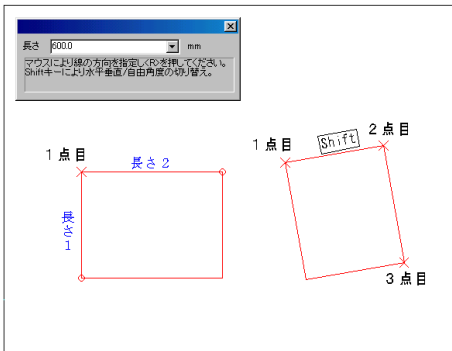 長さ 600.0 mm
マウスにより線の方向を指定し<R>を押してください。
Shiftキーにより水平垂直/自由角度の切り替え。
1点目
長さ2
長さ1
1点目
Shift
2点目
3点目